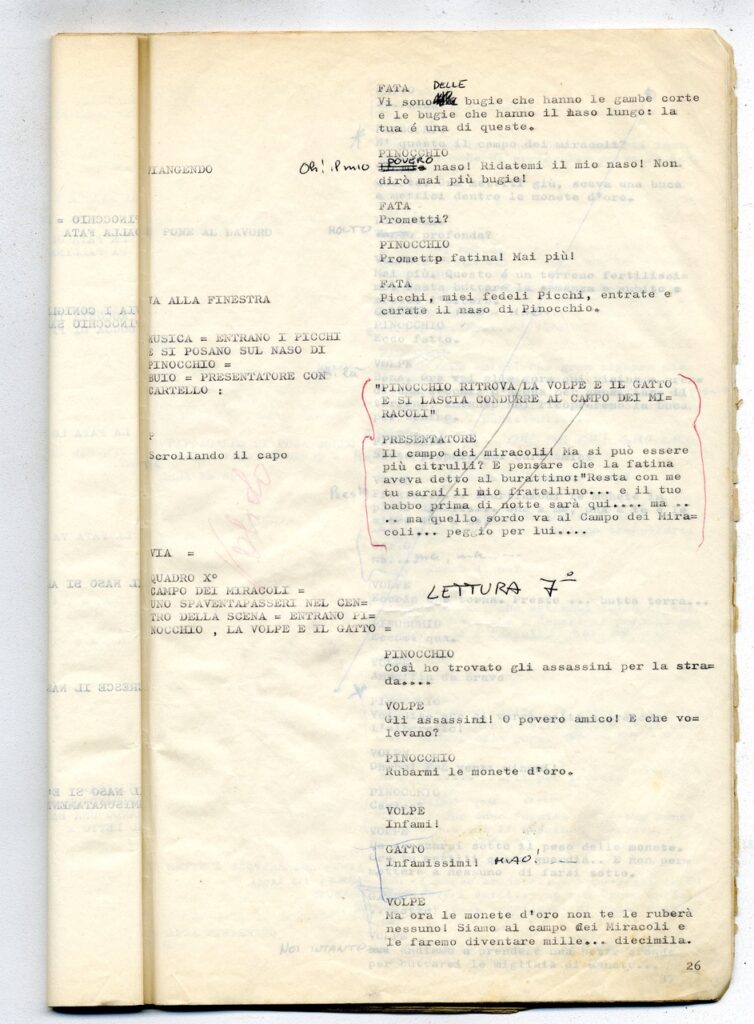 FATA DELLE
Vi sono bugie che hanno le gambe corte
e le bugie che hanno il naso lungo: la
tua é una di queste.
PINOCCHIO
VIANGENDO
Oh! il mio POVERO naso! Ridatemi il mio naso! Non
dirò mai più bugie!
FATA
Prometti?
PINOCCHIO
Promettp fatina! Mai più!
FATA
VA ALLA FINESTRA
Picchi, miei fedeli Picchi, entrate e
curate il naso di Pinocchio.
MUSICA = ENTRANO I PICCHI
E SI POSANO SUL NASO DI
PINOCCHIO =
BUIO = PRESENTATORE CON
CARTELLO :
"PINOCCHIO RITROVA LA VOLPE E IL GATTO
E SI LASCIA CONDURRE AL CAMPO DEI MI=
RACOLI"
PRESENTATORE
Scrollando il capo
Il campo dei miracoli! Ma si può essere
più citrulli? E pensare che la fatina
aveva detto al burattino:"Resta con me
tu sarai il mio fratellino... e il tuo
babbo prima di notte sarà qui.... ma ..
.. ma quello sordo va al Campo dei Mira=
coli... peggio per lui....
VIA =
QUADRO X°
CAMPO DEI MIRACOLI =
UNO SPAVENTAPASSERI NEL CEN=
TRO DELLA SCENA = ENTRANO PI=
NOCCHIO , LA VOLPE E IL GATTO =
LETTURA 7°
PINOCCHIO
Così ho trovato gli assassini per la stra=
da....
VOLPE
Gli assassini! O povero amico! E che vo=
levano?
PINOCCHIO
Rubarmi le monete d'oro.
VOLPE
Infami!
GATTO
Infamissimi! MIAO!
VOLPE
Ma ora le monete d'oro non te le ruberà
nessuno! Siamo al campo dei Miracoli e
le faremo diventare mille... diecimila.
26